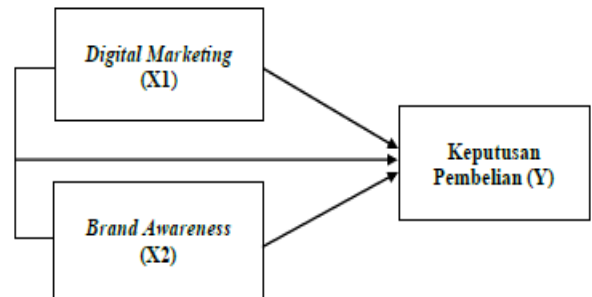 Digital Marketing
(X1)
Keputusan
Pembelian (Y)
Brand Awareness
(X2)